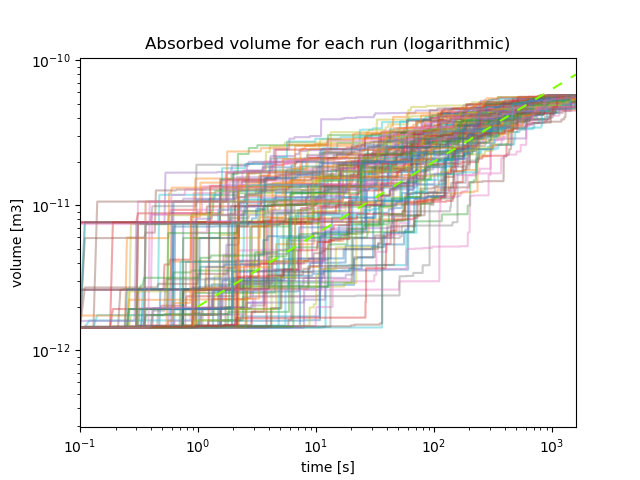 Absorbed volume for each run (logarithmic)
volume [m3]
10⁻¹⁰
10⁻¹¹
10⁻¹²
10⁻¹
10⁰
10¹
10²
10³
time [s]